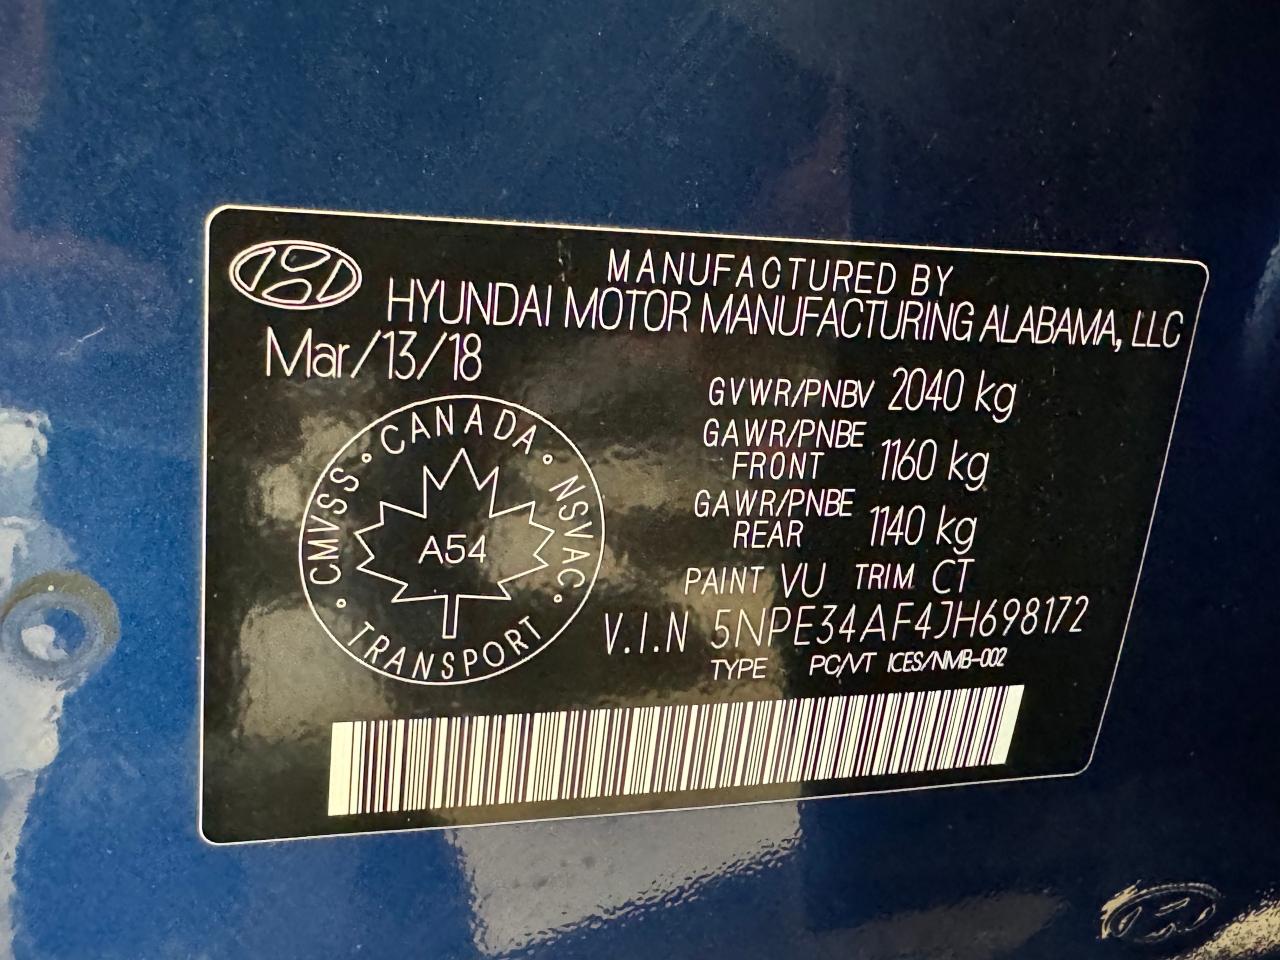 MANUFACTURED BY
HYUNDAI MOTOR MANUFACTURING ALABAMA, LLC
Mar/13/18
GVWR/PNBV 2040 kg
GAWR/PNBE FRONT 1160 kg
GAWR/PNBE REAR 1140 kg
PAINT VU TRIM CT
V.I.N 5NPE34AF4JH698172
TYPE PC/VT ICES/NMB-002
CMVSS · CANADA · NSVAC · TRANSPORT ·
A54